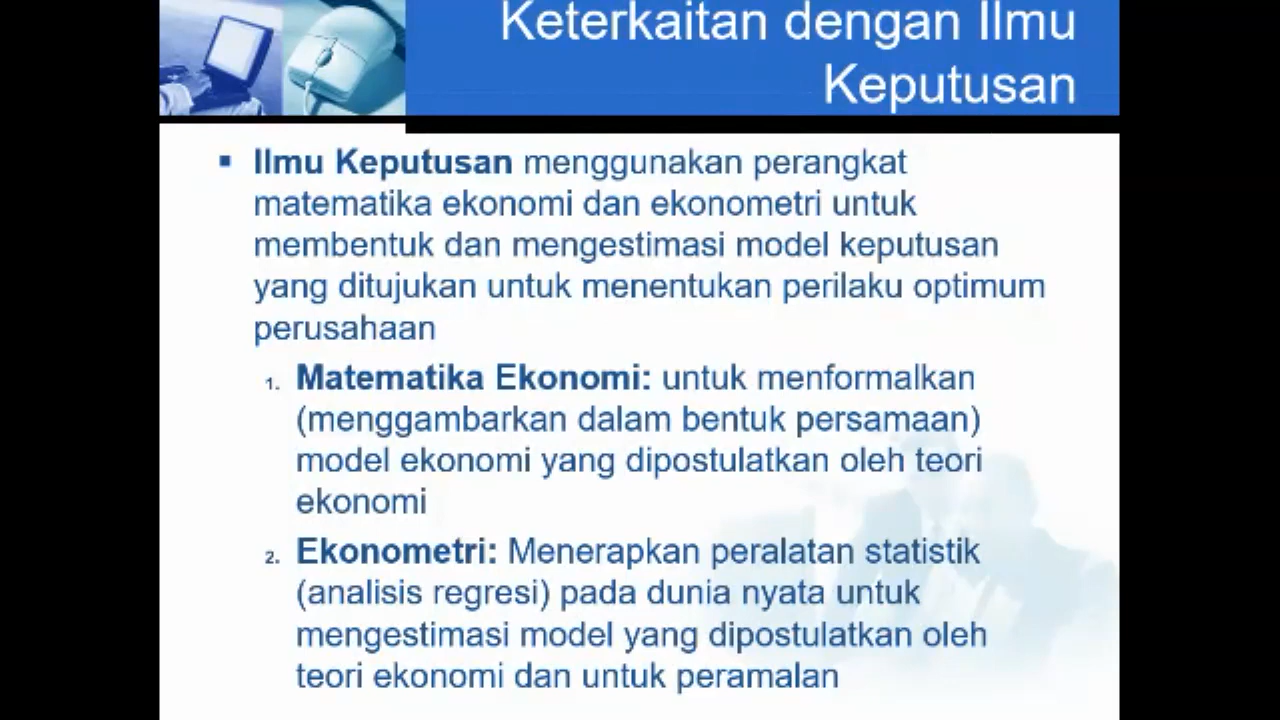 Keterkaitan dengan Ilmu
Keputusan
▪ Ilmu Keputusan menggunakan perangkat
matematika ekonomi dan ekonometri untuk
membentuk dan mengestimasi model keputusan
yang ditujukan untuk menentukan perilaku optimum
perusahaan
1. Matematika Ekonomi: untuk menformalkan
(menggambarkan dalam bentuk persamaan)
model ekonomi yang dipostulatkan oleh teori
ekonomi
2. Ekonometri: Menerapkan peralatan statistik
(analisis regresi) pada dunia nyata untuk
mengestimasi model yang dipostulatkan oleh
teori ekonomi dan untuk peramalan